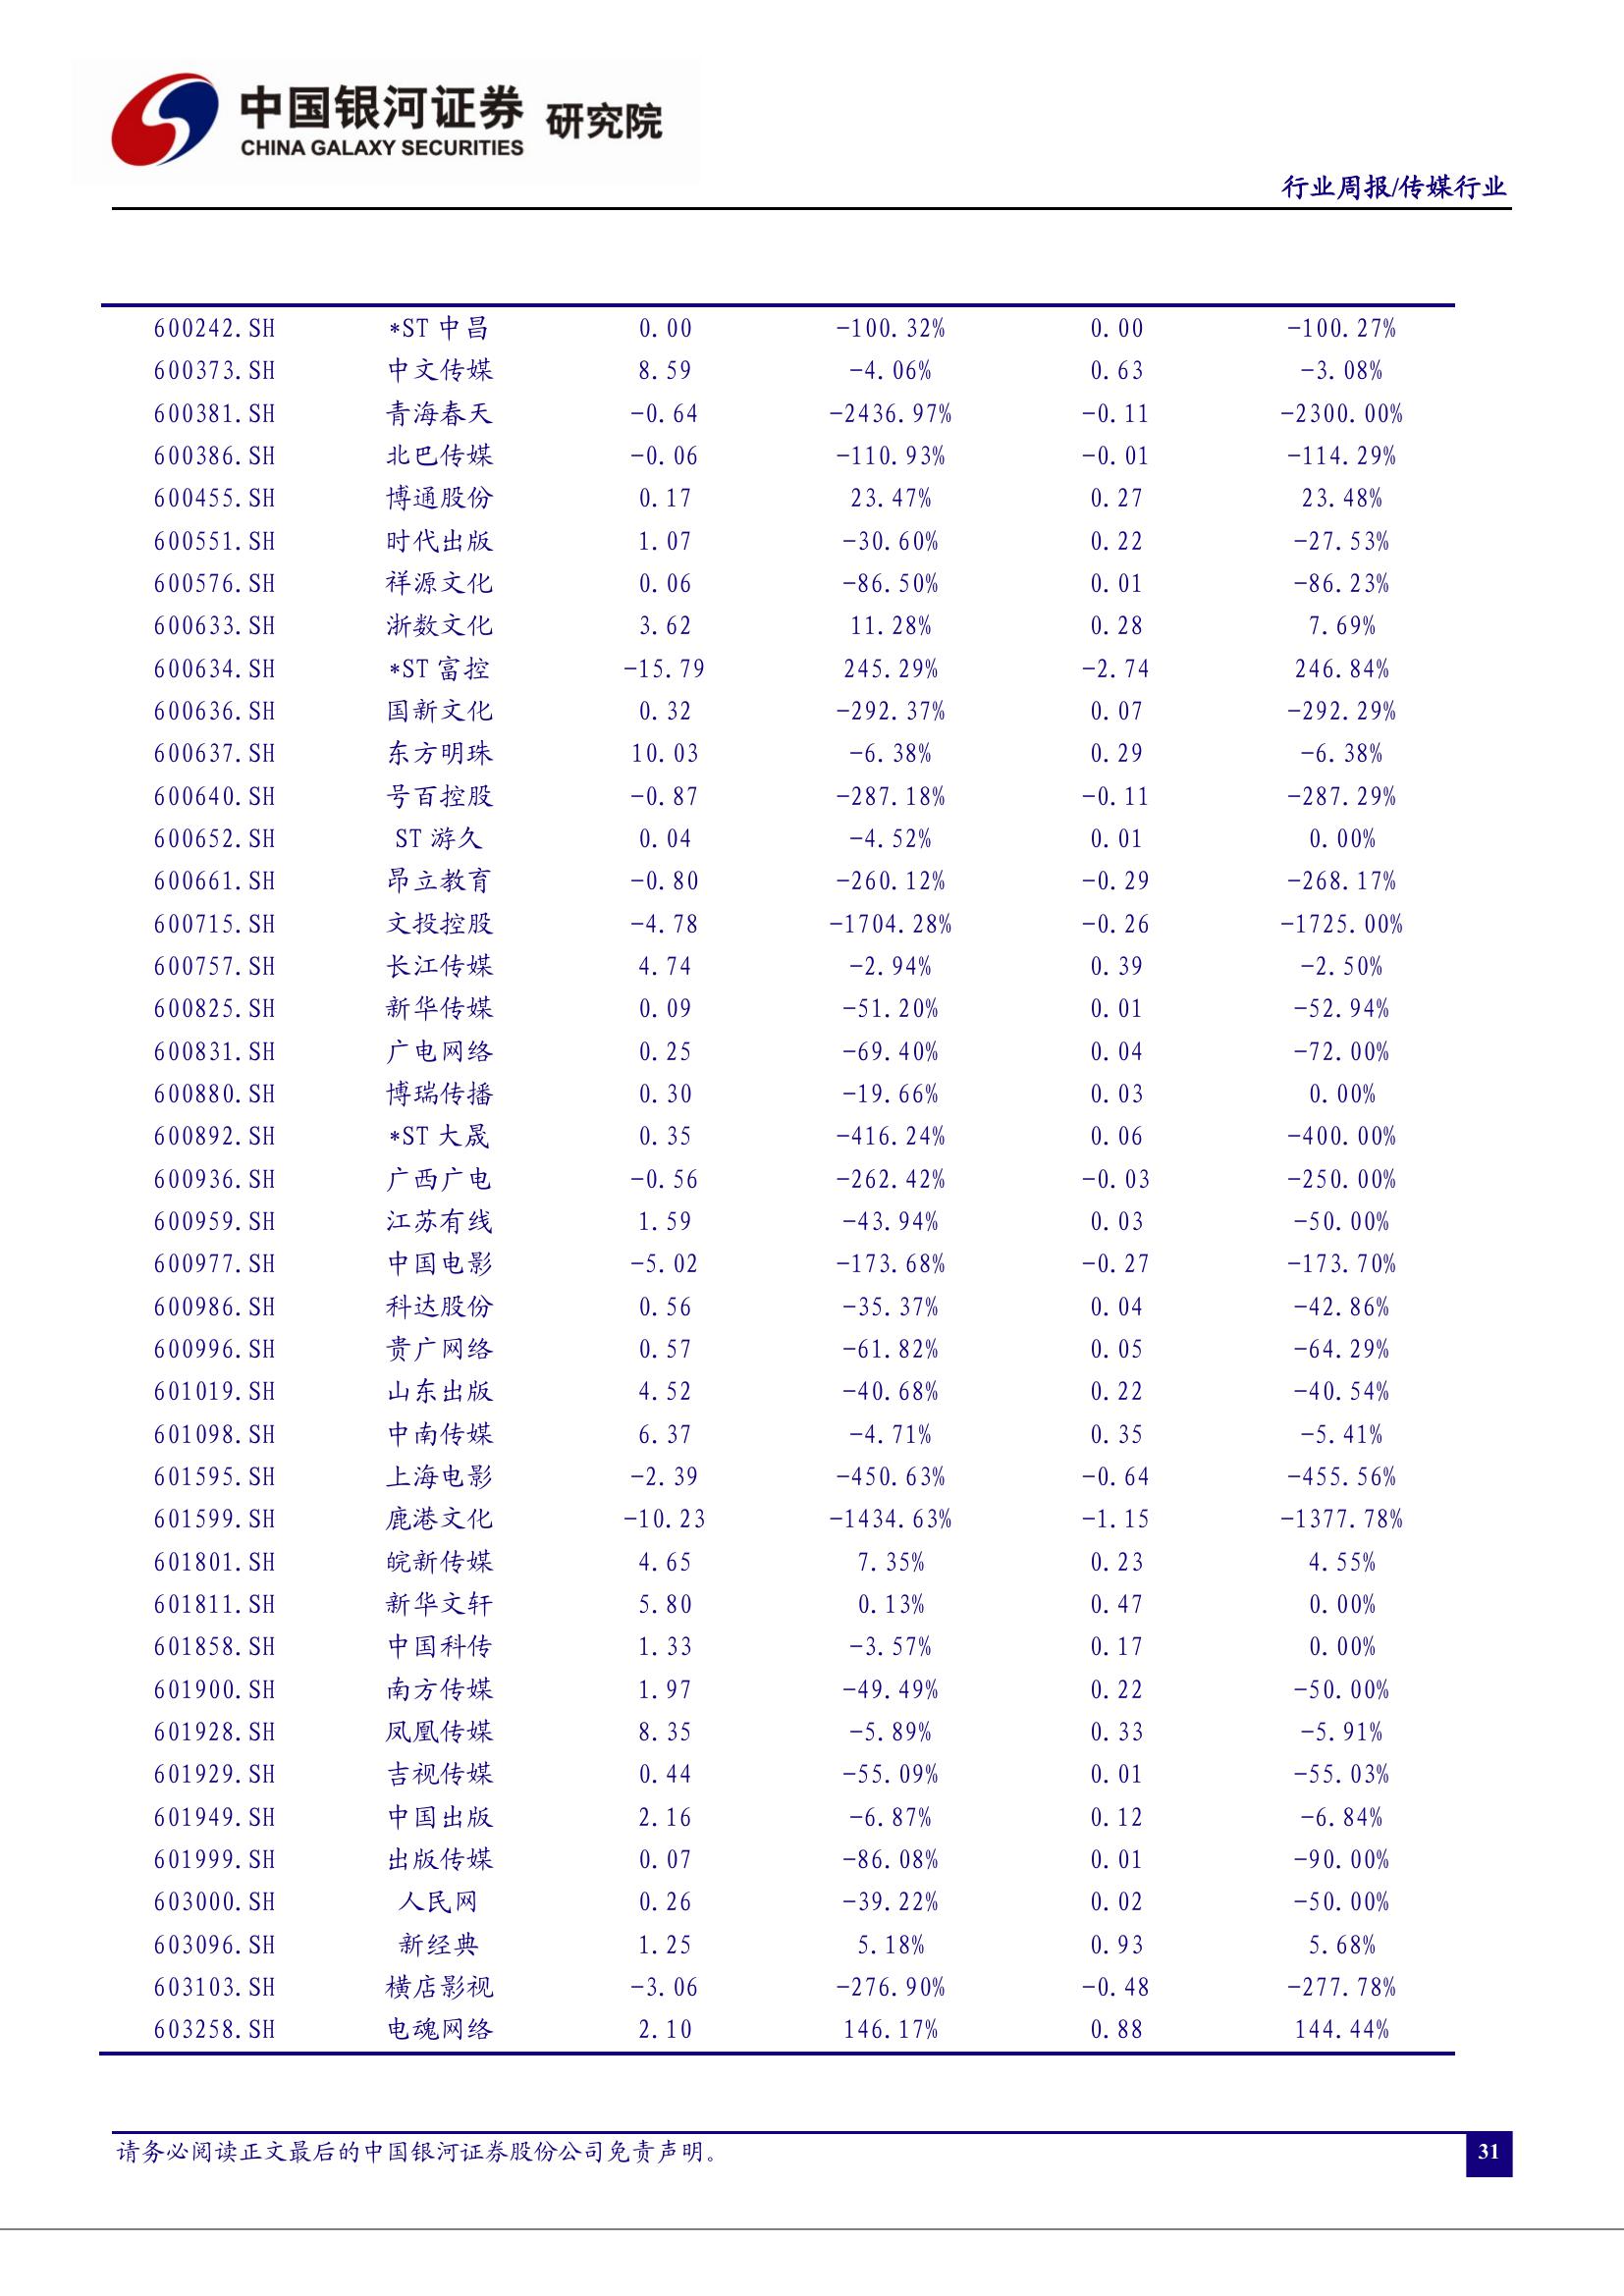 中国银河证券 研究院
CHINA GALAXY SECURITIES
行业周报/传媒行业
600242.SH *ST 中昌 0.00 -100.32% 0.00 -100.27%
600373.SH 中文传媒 8.59 -4.06% 0.63 -3.08%
600381.SH 青海春天 -0.64 -2436.97% -0.11 -2300.00%
600386.SH 北巴传媒 -0.06 -110.93% -0.01 -114.29%
600455.SH 博通股份 0.17 23.47% 0.27 23.48%
600551.SH 时代出版 1.07 -30.60% 0.22 -27.53%
600576.SH 祥源文化 0.06 -86.50% 0.01 -86.23%
600633.SH 浙数文化 3.62 11.28% 0.28 7.69%
600634.SH *ST 富控 -15.79 245.29% -2.74 246.84%
600636.SH 国新文化 0.32 -292.37% 0.07 -292.29%
600637.SH 东方明珠 10.03 -6.38% 0.29 -6.38%
600640.SH 号百控股 -0.87 -287.18% -0.11 -287.29%
600652.SH ST 游久 0.04 -4.52% 0.01 0.00%
600661.SH 昂立教育 -0.80 -260.12% -0.29 -268.17%
600715.SH 文投控股 -4.78 -1704.28% -0.26 -1725.00%
600757.SH 长江传媒 4.74 -2.94% 0.39 -2.50%
600825.SH 新华传媒 0.09 -51.20% 0.01 -52.94%
600831.SH 广电网络 0.25 -69.40% 0.04 -72.00%
600880.SH 博瑞传播 0.30 -19.66% 0.03 0.00%
600892.SH *ST 大晟 0.35 -416.24% 0.06 -400.00%
600936.SH 广西广电 -0.56 -262.42% -0.03 -250.00%
600959.SH 江苏有线 1.59 -43.94% 0.03 -50.00%
600977.SH 中国电影 -5.02 -173.68% -0.27 -173.70%
600986.SH 科达股份 0.56 -35.37% 0.04 -42.86%
600996.SH 贵广网络 0.57 -61.82% 0.05 -64.29%
601019.SH 山东出版 4.52 -40.68% 0.22 -40.54%
601098.SH 中南传媒 6.37 -4.71% 0.35 -5.41%
601595.SH 上海电影 -2.39 -450.63% -0.64 -455.56%
601599.SH 鹿港文化 -10.23 -1434.63% -1.15 -1377.78%
601801.SH 皖新传媒 4.65 7.35% 0.23 4.55%
601811.SH 新华文轩 5.80 0.13% 0.47 0.00%
601858.SH 中国科传 1.33 -3.57% 0.17 0.00%
601900.SH 南方传媒 1.97 -49.49% 0.22 -50.00%
601928.SH 凤凰传媒 8.35 -5.89% 0.33 -5.91%
601929.SH 吉视传媒 0.44 -55.09% 0.01 -55.03%
601949.SH 中国出版 2.16 -6.87% 0.12 -6.84%
601999.SH 出版传媒 0.07 -86.08% 0.01 -90.00%
603000.SH 人民网 0.26 -39.22% 0.02 -50.00%
603096.SH 新经典 1.25 5.18% 0.93 5.68%
603103.SH 横店影视 -3.06 -276.90% -0.48 -277.78%
603258.SH 电魂网络 2.10 146.17% 0.88 144.44%
请务必阅读正文最后的中国银河证券股份公司免责声明。
31